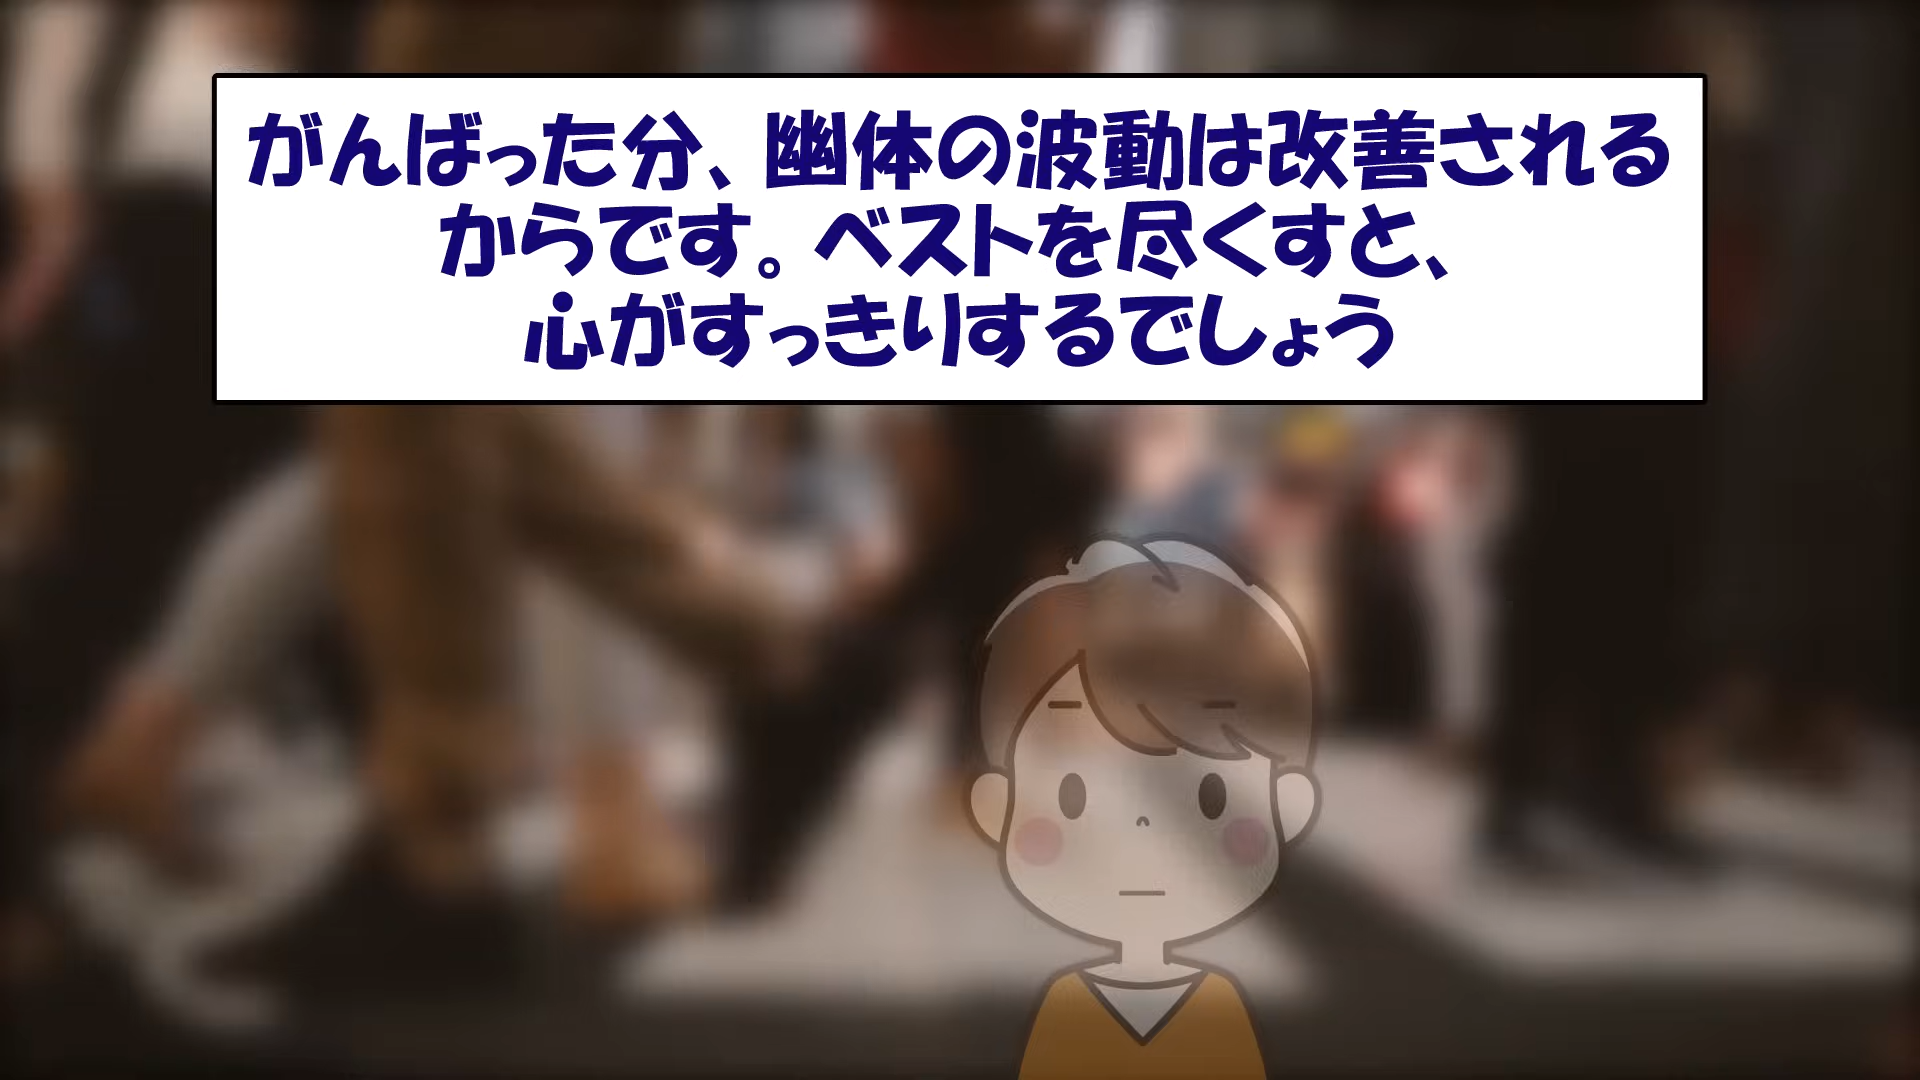 がんばった分、幽体の波動は改善される
からです。ベストを尽くすと、
心がすっきりするでしょう